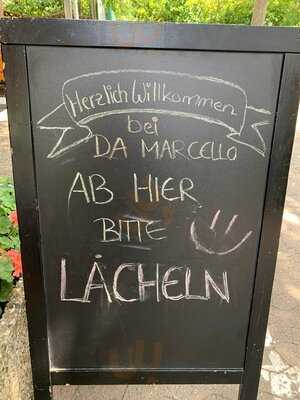 Herzlich Willkommen
bei
DA MARCELLO
AB HIER
BITTE
LÄCHELN